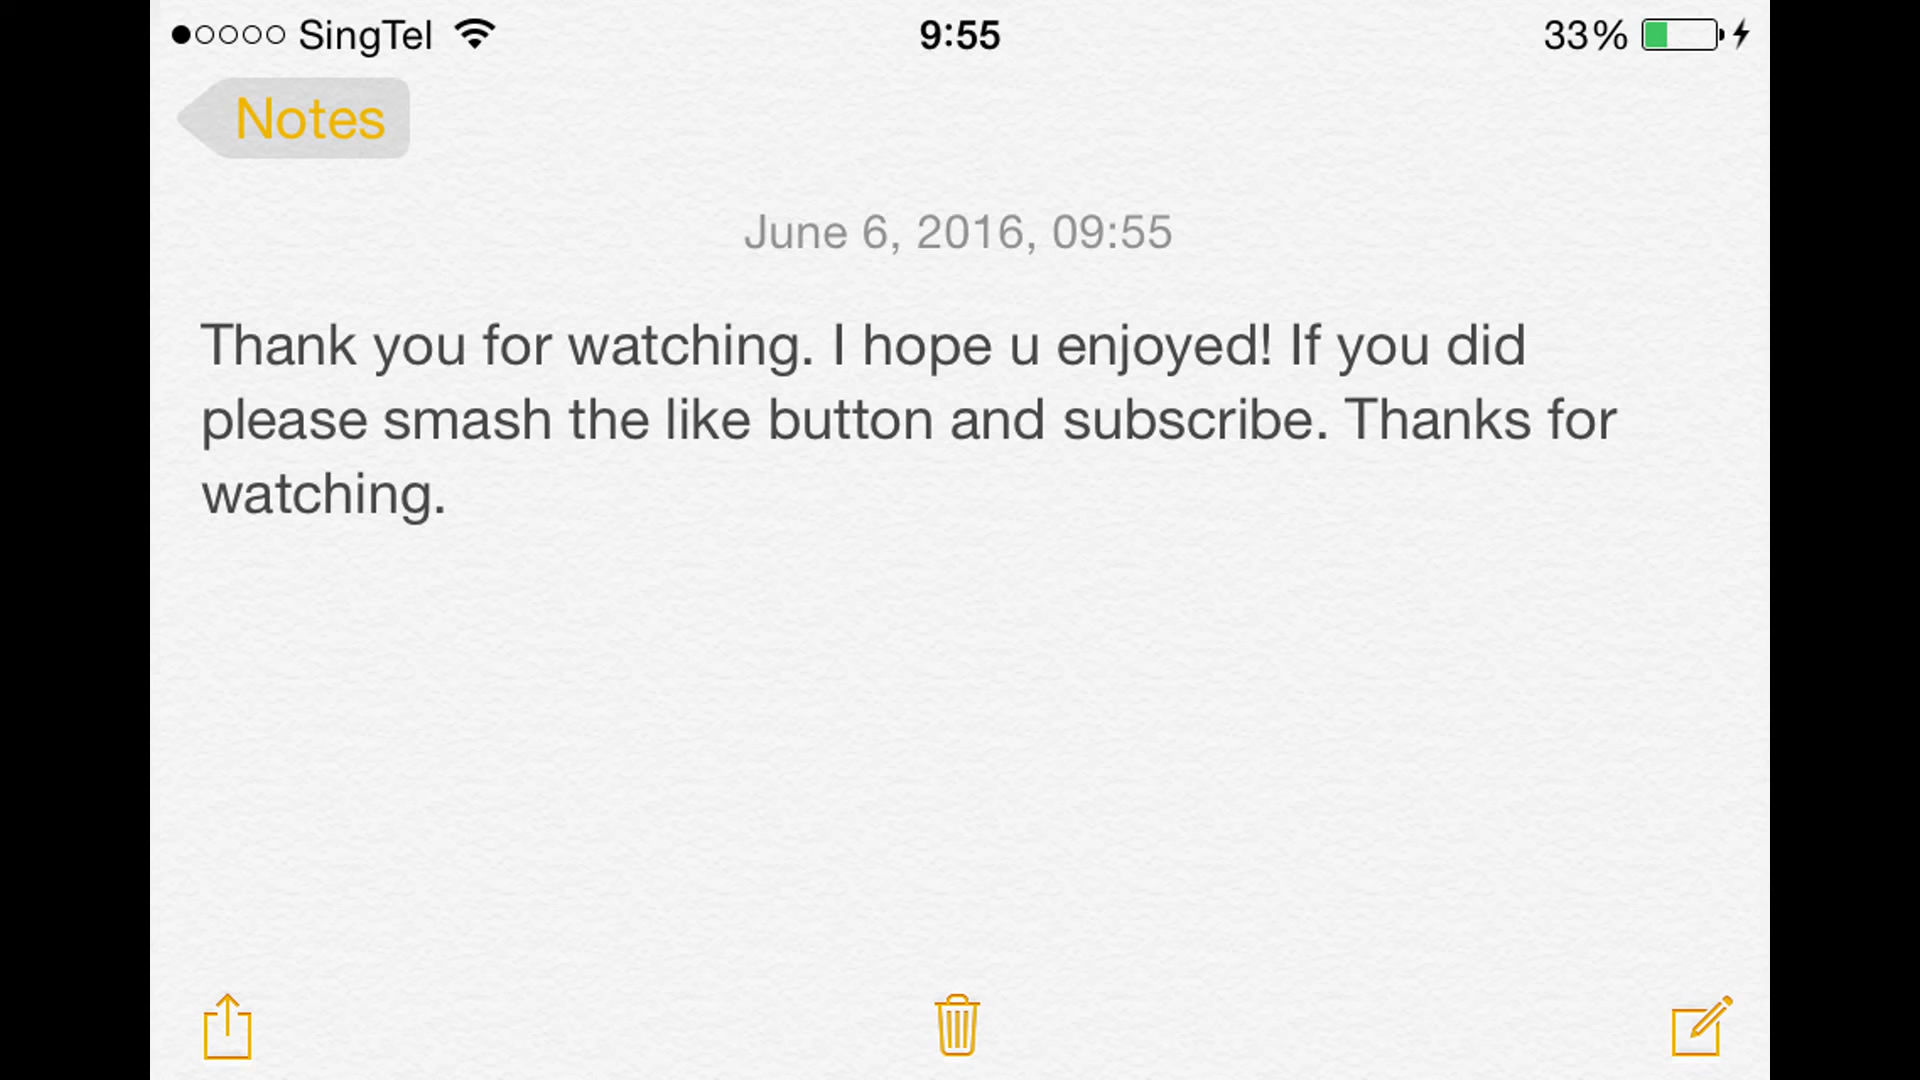 SingTel 9:55 33%
Notes
June 6, 2016, 09:55
Thank you for watching. I hope u enjoyed! If you did
please smash the like button and subscribe. Thanks for
watching.